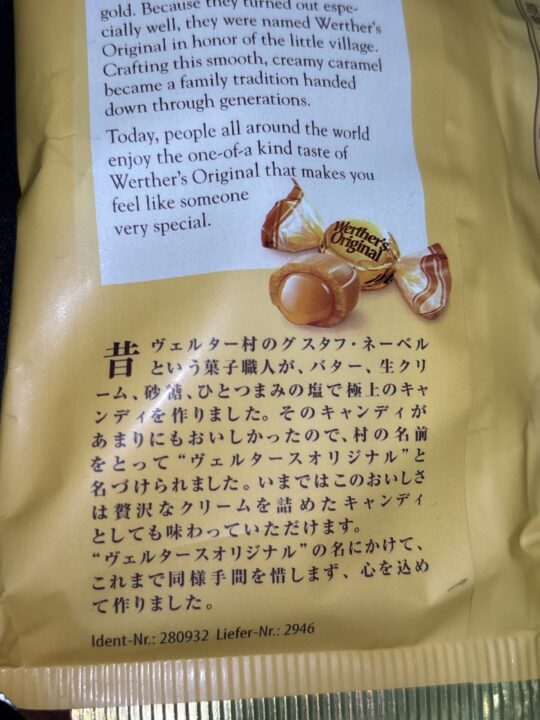 gold. Because they turned out espe-
cially well, they were named Werther's
Original in honor of the little village.
Crafting this smooth, creamy caramel
became a family tradition handed
down through generations.
Today, people all around the world
enjoy the one-of-a kind taste of
Werther's Original that makes you
feel like someone
very special.
Werther's
Original
昔 ヴェルター村のグスタフ・ネーベル
という菓子職人が、バター、生クリ
ーム、砂糖、ひとつまみの塩で極上のキャ
ンディを作りました。そのキャンディが
あまりにもおいしかったので、村の名前
をとって“ヴェルタースオリジナル”と
名づけられました。いまではこのおいしさ
は贅沢なクリームを詰めたキャンディ
としても味わっていただけます。
“ヴェルタースオリジナル”の名にかけて、
これまで同様手間を惜しまず、心を込め
て作りました。
Ident-Nr.: 280932 Liefer-Nr.: 2946